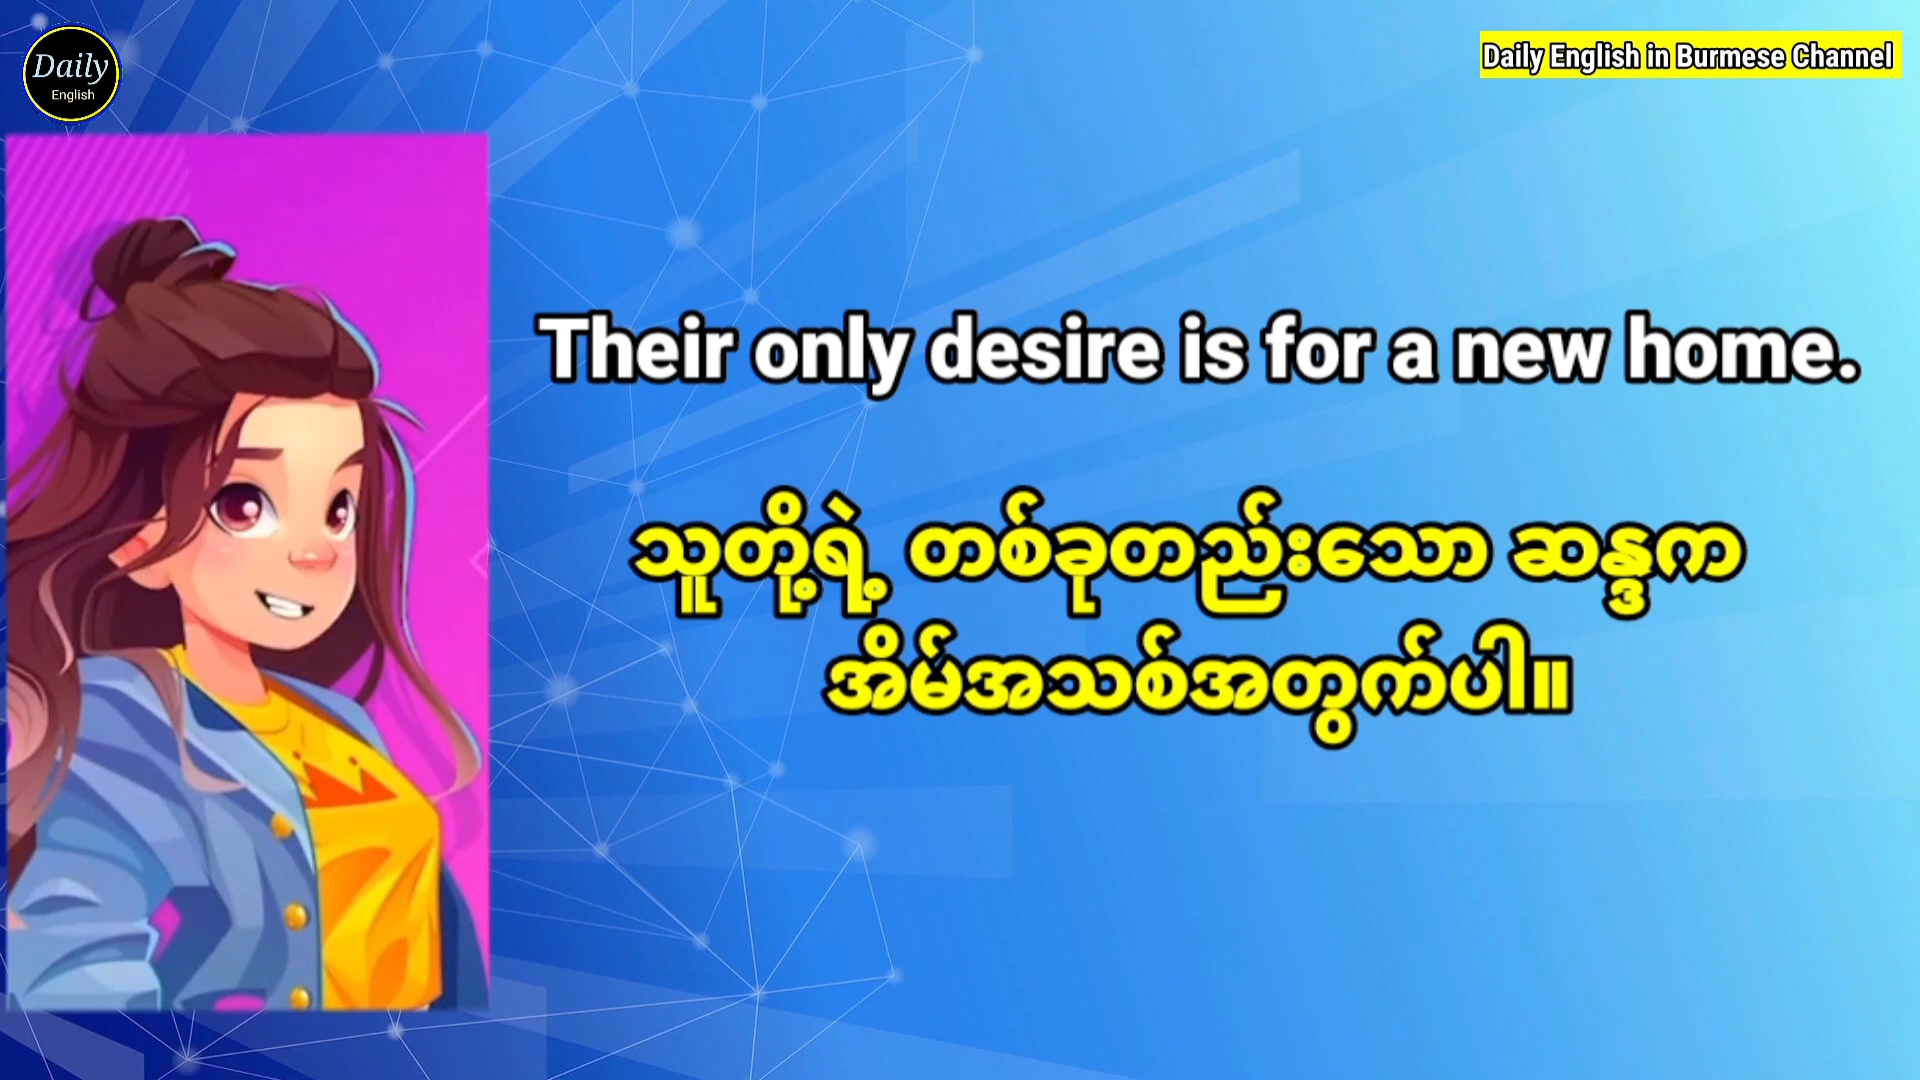 Daily
English
Daily English in Burmese Channel
Their only desire is for a new home.
သူတို့ရဲ့ တစ်ခုတည်းသော ဆန္ဒက
အိမ်အသစ်အတွက်ပါ။